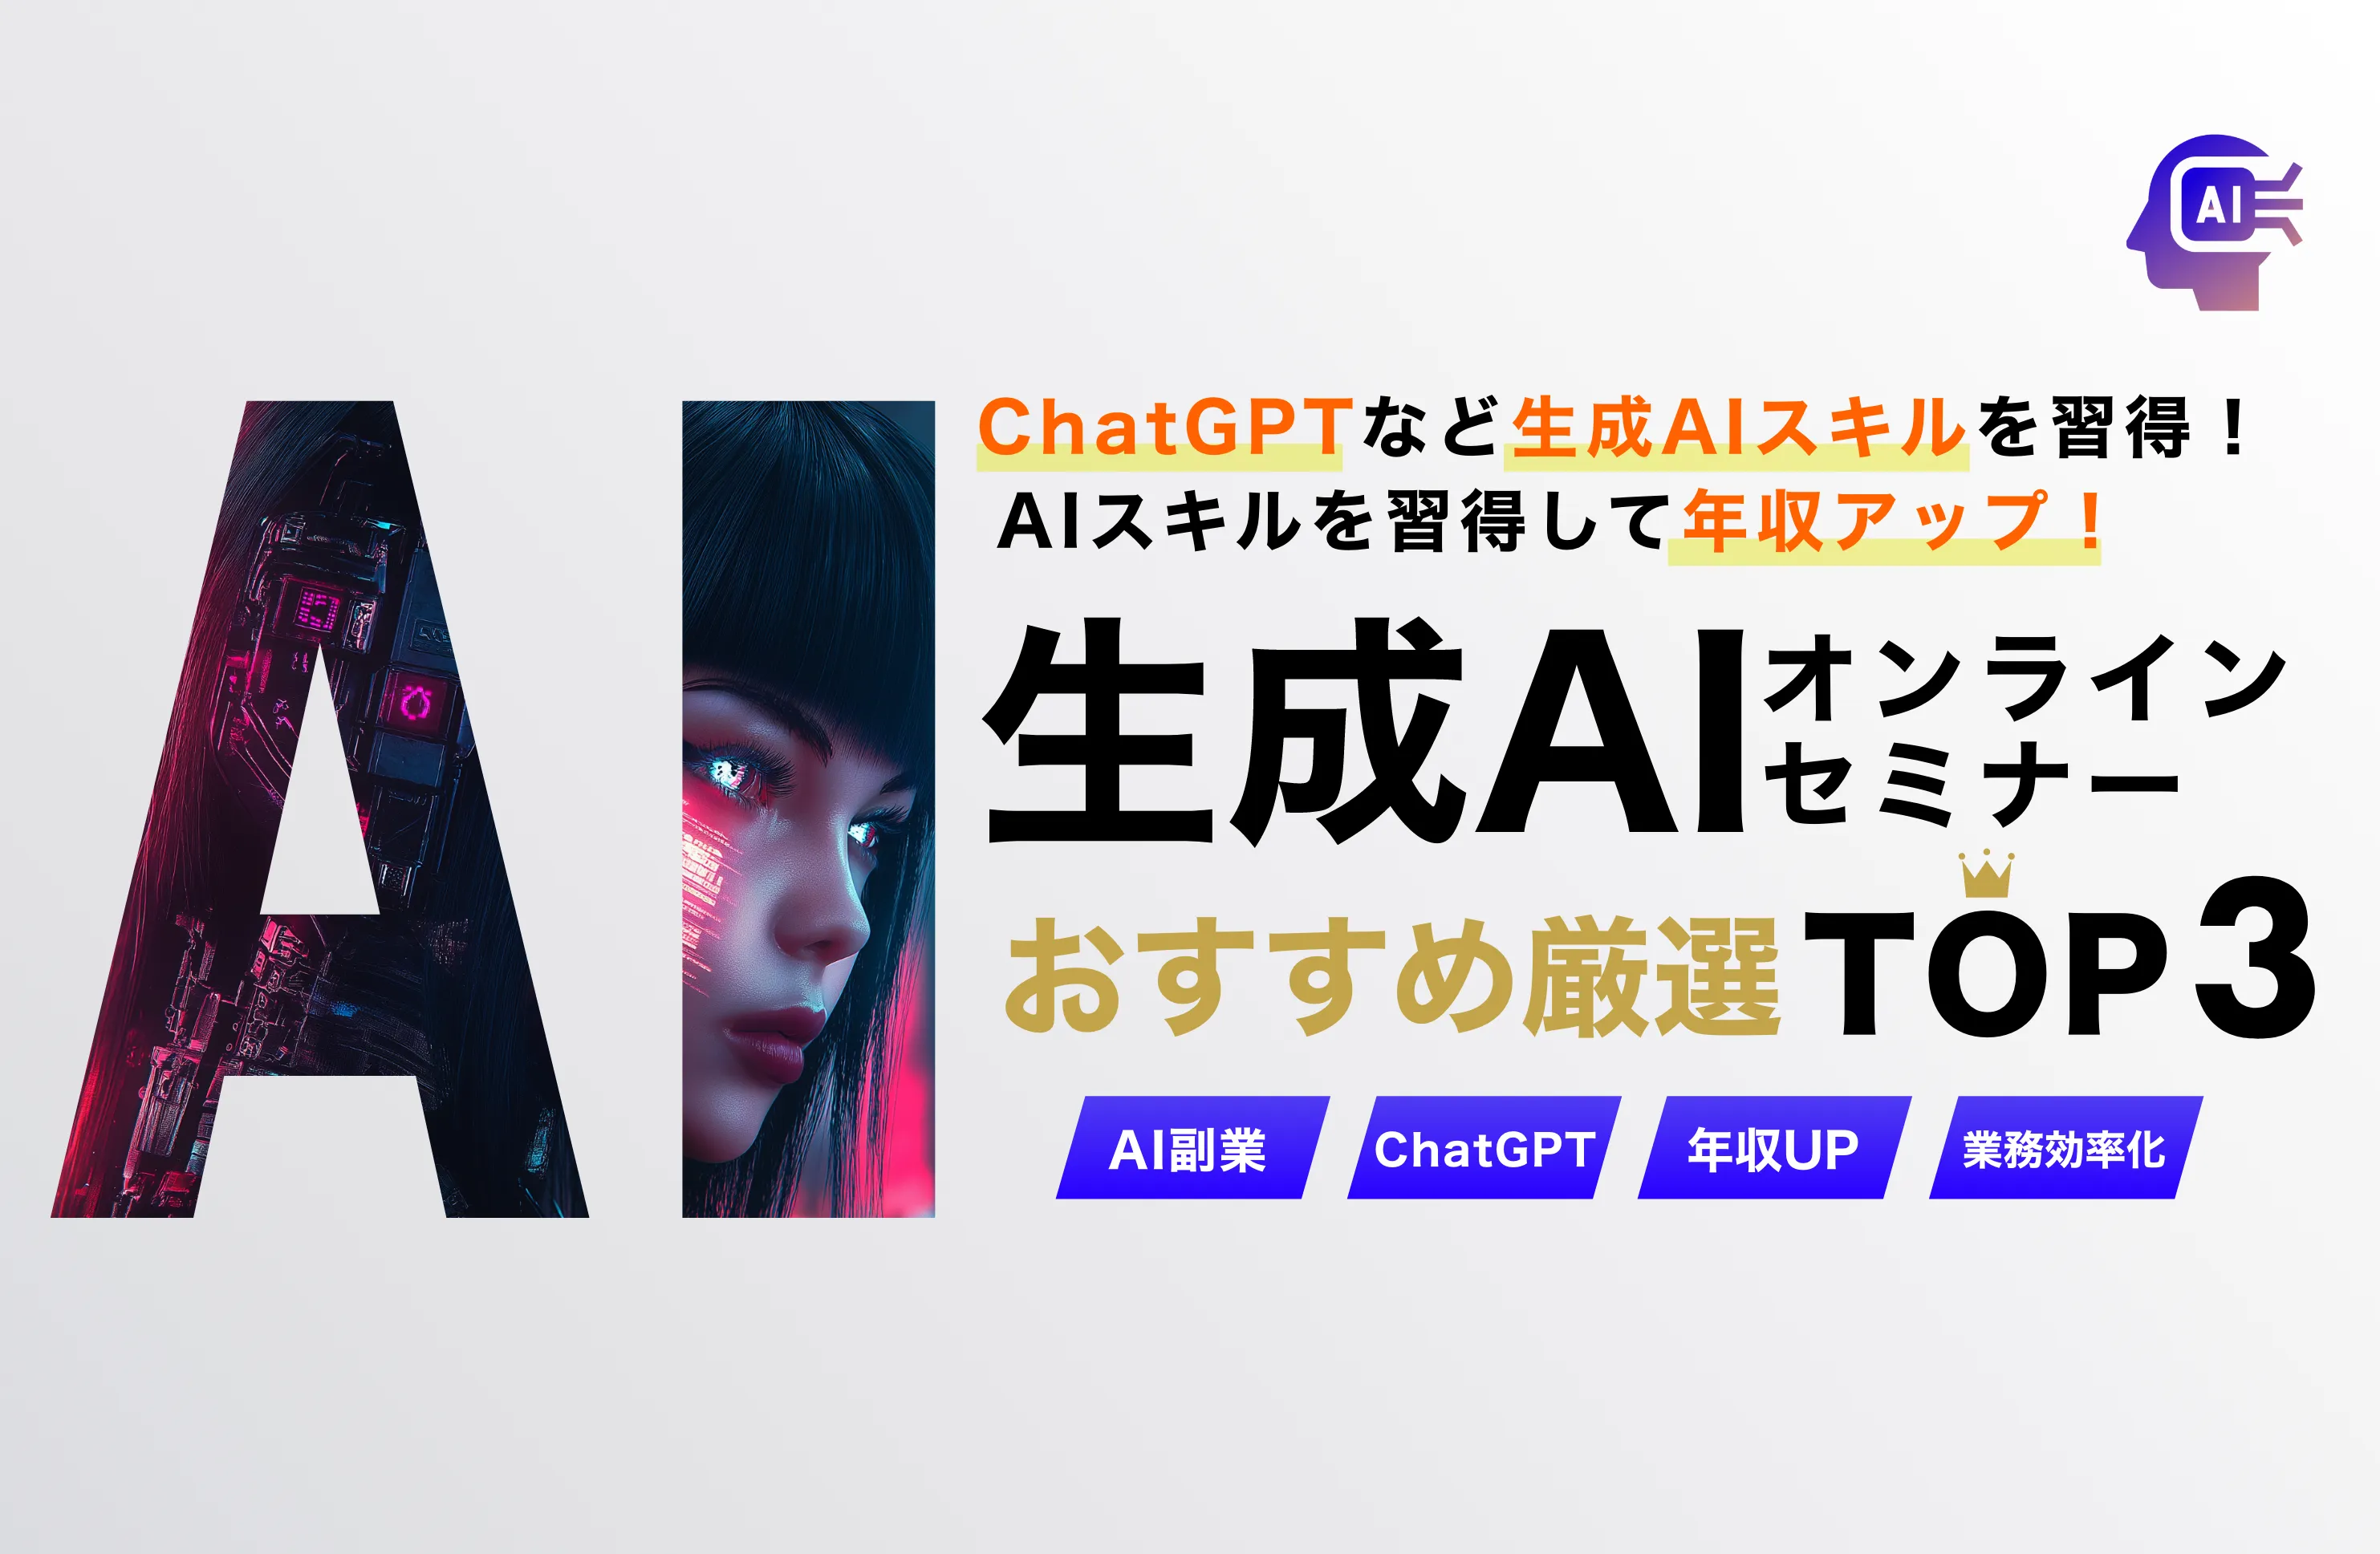 AI
AI
ChatGPTなど生成AIスキルを習得！
AIスキルを習得して年収アップ！
生成AIオンライン
セミナー
おすすめ厳選TOP3
AI副業 ChatGPT 年収UP 業務効率化